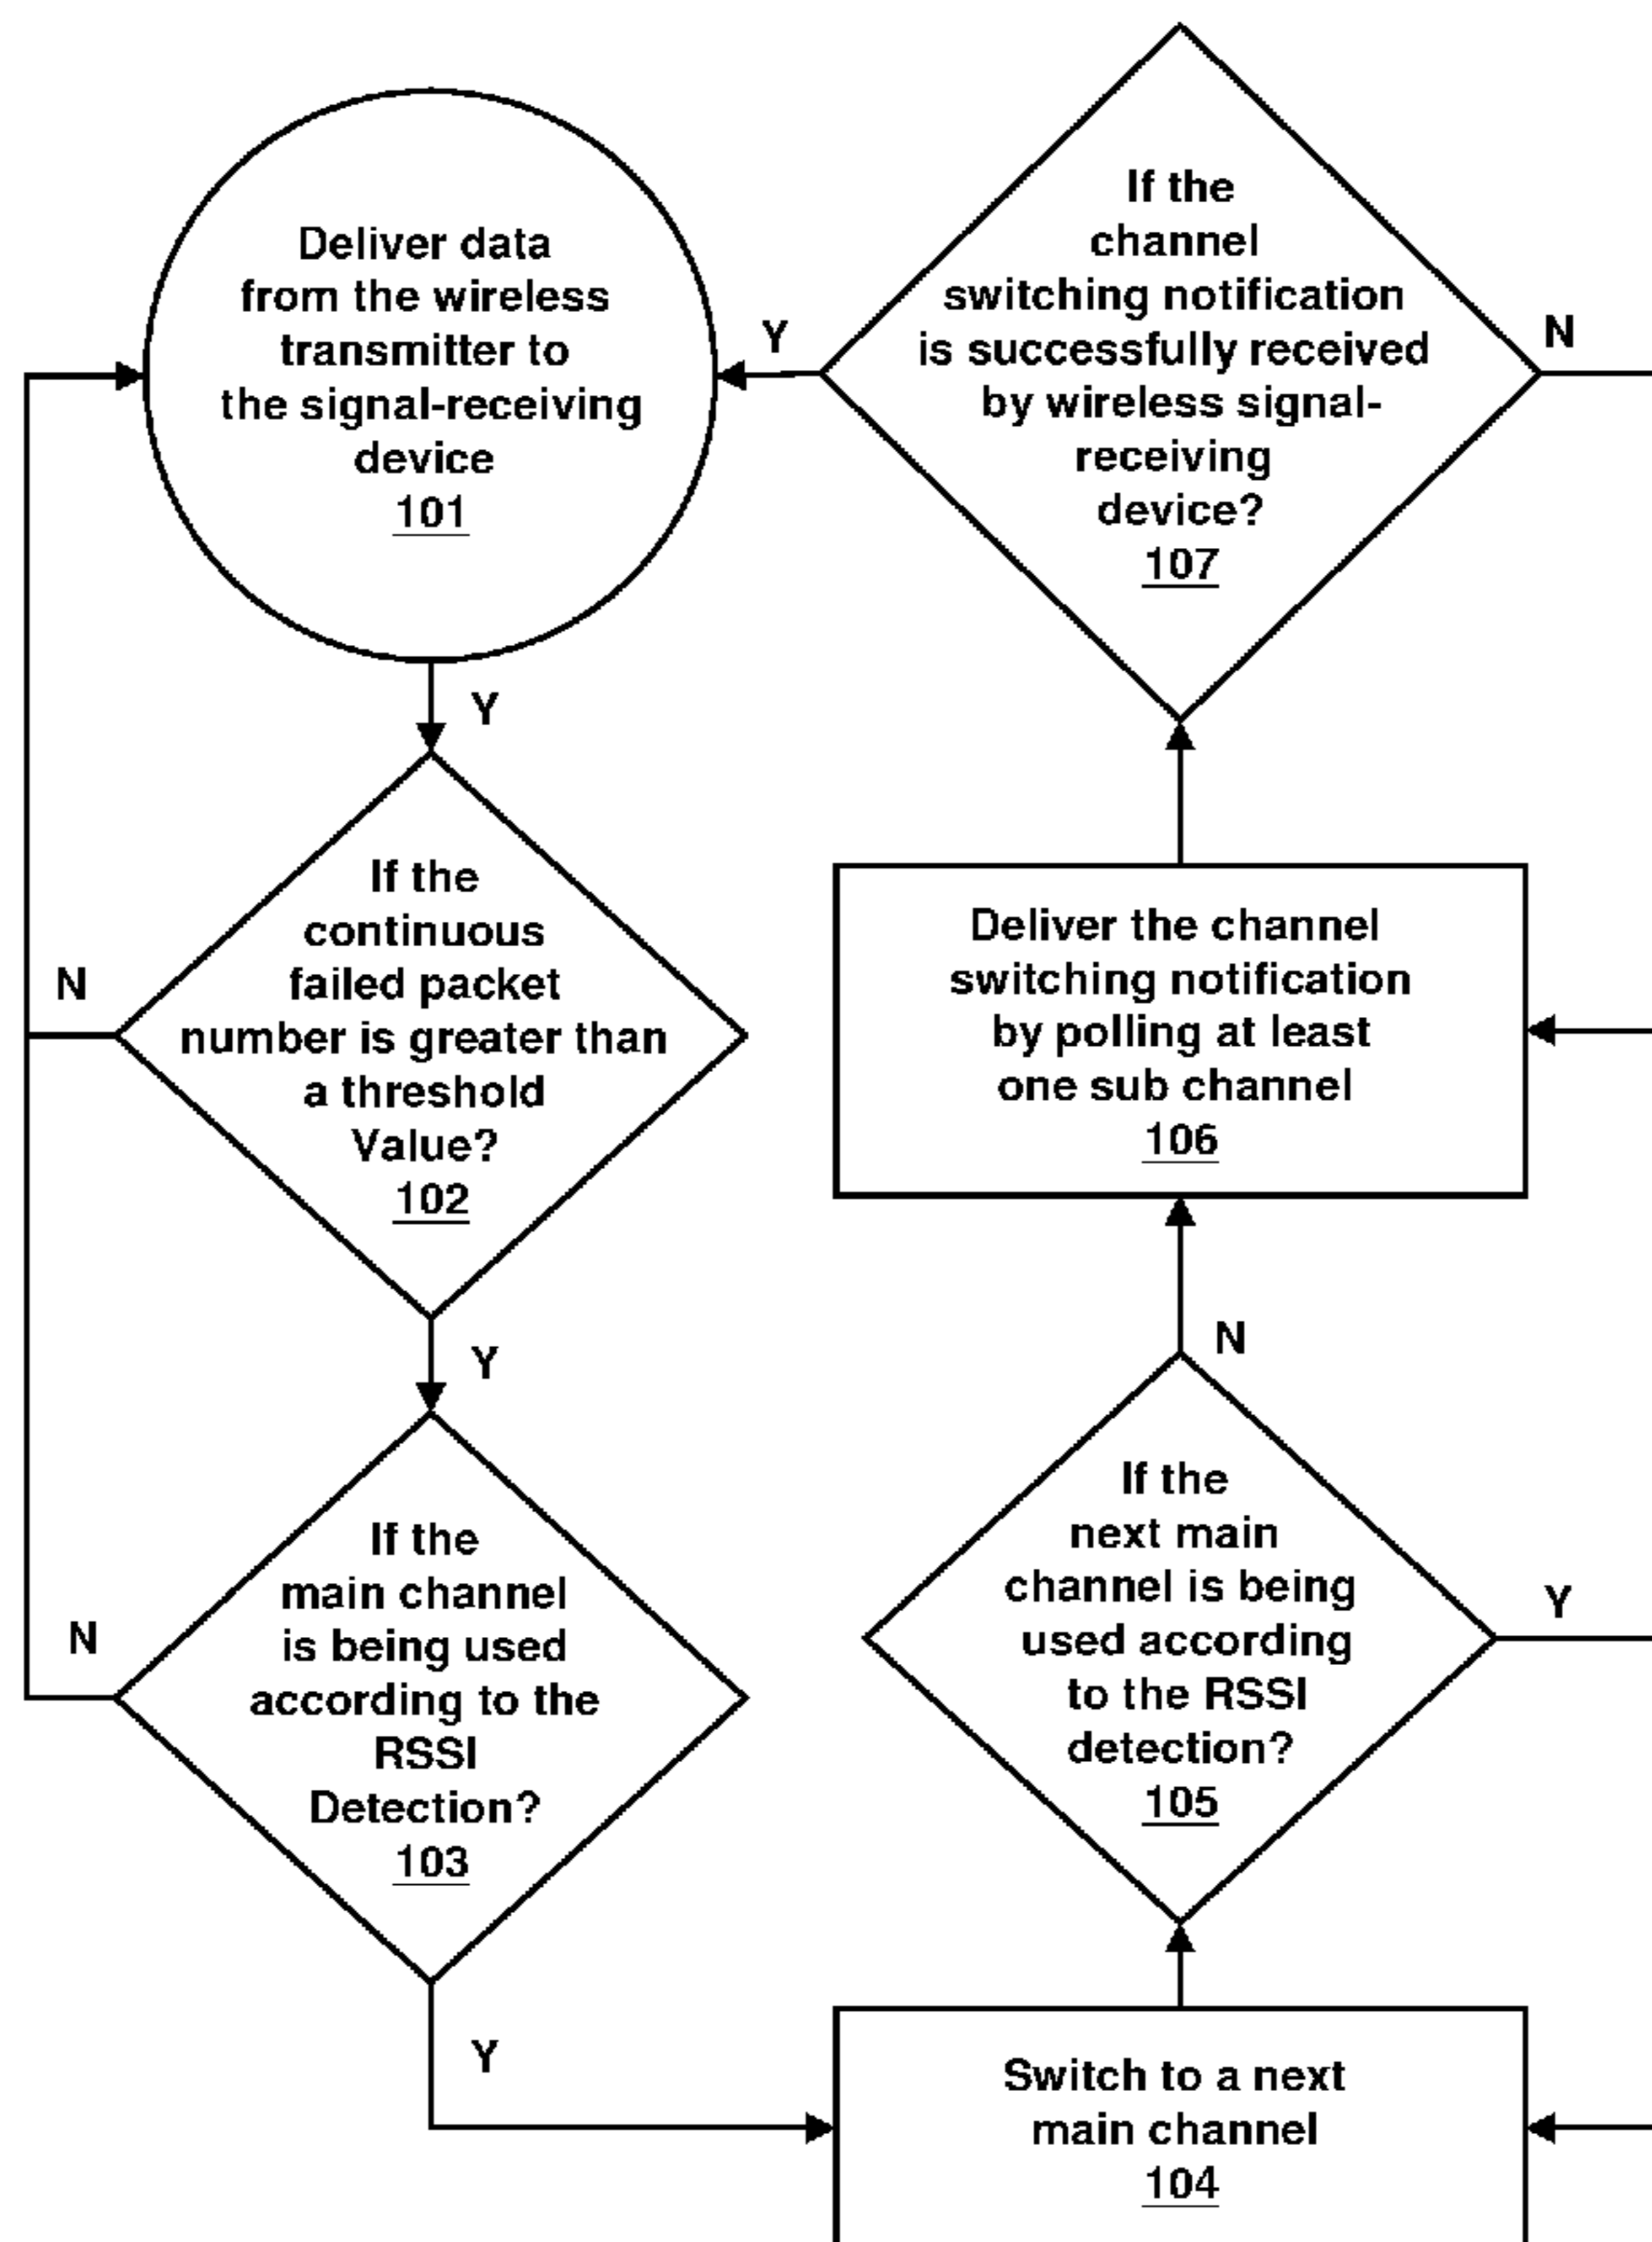 Deliver data
from the wireless
transmitter to
the signal-receiving
device
101
Y
If the
continuous
failed packet
number is greater than
a threshold
Value?
102
N
Y
If the
main channel
is being used
according to the
RSSI
Detection?
103
N
Y
Switch to a next
main channel
104
If the
next main
channel is being
used according
to the RSSI
detection?
105
Y
N
Deliver the channel
switching notification
by polling at least
one sub channel
106
If the
channel
switching notification
is successfully received
by wireless signal-
receiving
device?
107
Y
N